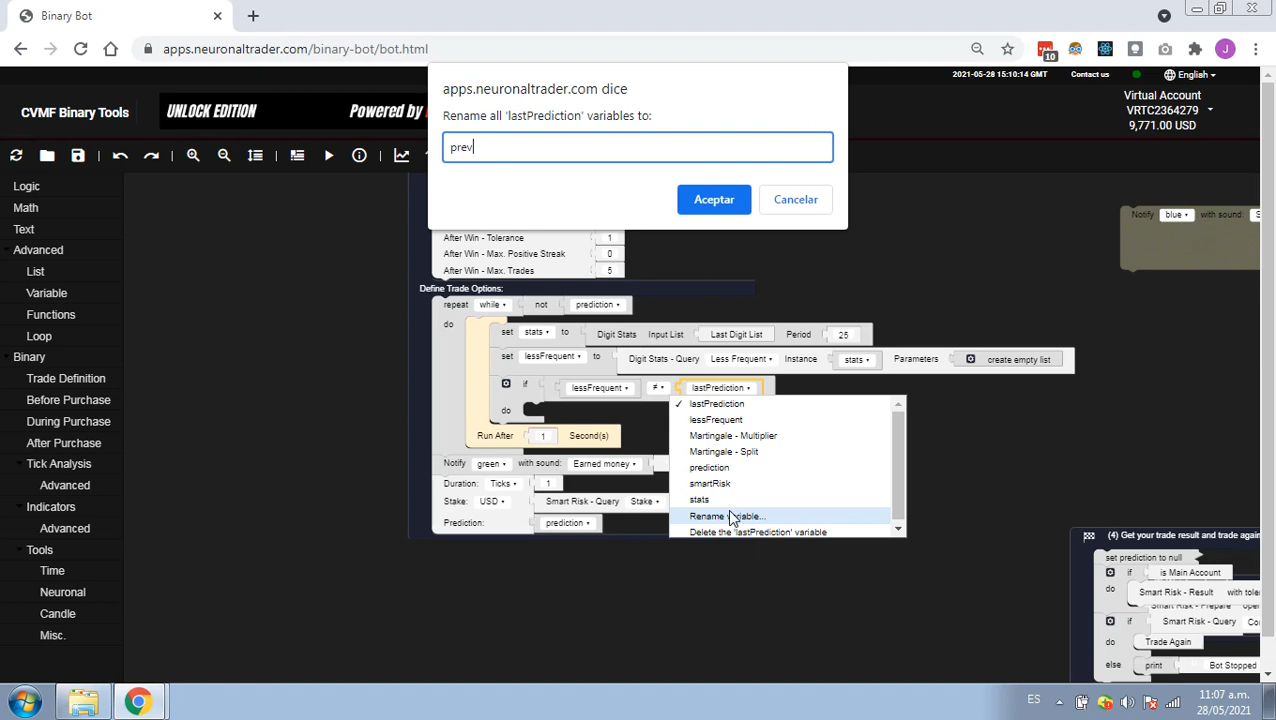 Binary Bot
apps.neuronaltrader.com/binary-bot/bot.html
10
J
2021-05-28 15:10:14 GMT
Contact us
English
CVMF Binary Tools
UNLOCK EDITION
Powered by
Virtual Account
VRTC2364279
9,771.00 USD
apps.neuronaltrader.com dice
Rename all 'lastPrediction' variables to:
prev
Aceptar
Cancelar
Logic
Math
Text
Advanced
List
Variable
Functions
Loop
Binary
Trade Definition
Before Purchase
During Purchase
After Purchase
Tick Analysis
Advanced
Indicators
Advanced
Tools
Time
Neuronal
Candle
Misc.
After Win - Tolerance 1
After Win - Max. Positive Streak 0
After Win - Max. Trades 5
Define Trade Options:
repeat while not prediction
do
set stats to Digit Stats Input List Last Digit List Period 25
set lessFrequent to Digit Stats - Query Less Frequent Instance stats Parameters create empty list
if lessFrequent ≠ lastPrediction
do
Run After 1 Second(s)
Notify green with sound: Earned money
Duration: Ticks 1
Stake: USD Smart Risk - Query Stake
Prediction: prediction
✓ lastPrediction
lessFrequent
Martingale - Multiplier
Martingale - Split
prediction
smartRisk
stats
Rename variable...
Delete the 'lastPrediction' variable
Notify blue with sound:
(4) Get your trade result and trade again
set prediction to null
if is Main Account
do Smart Risk - Result with toler
Smart Risk - Prepare
if Smart Risk - Query
do Trade Again
else print Bot Stopped
ES
11:07 a.m.
28/05/2021